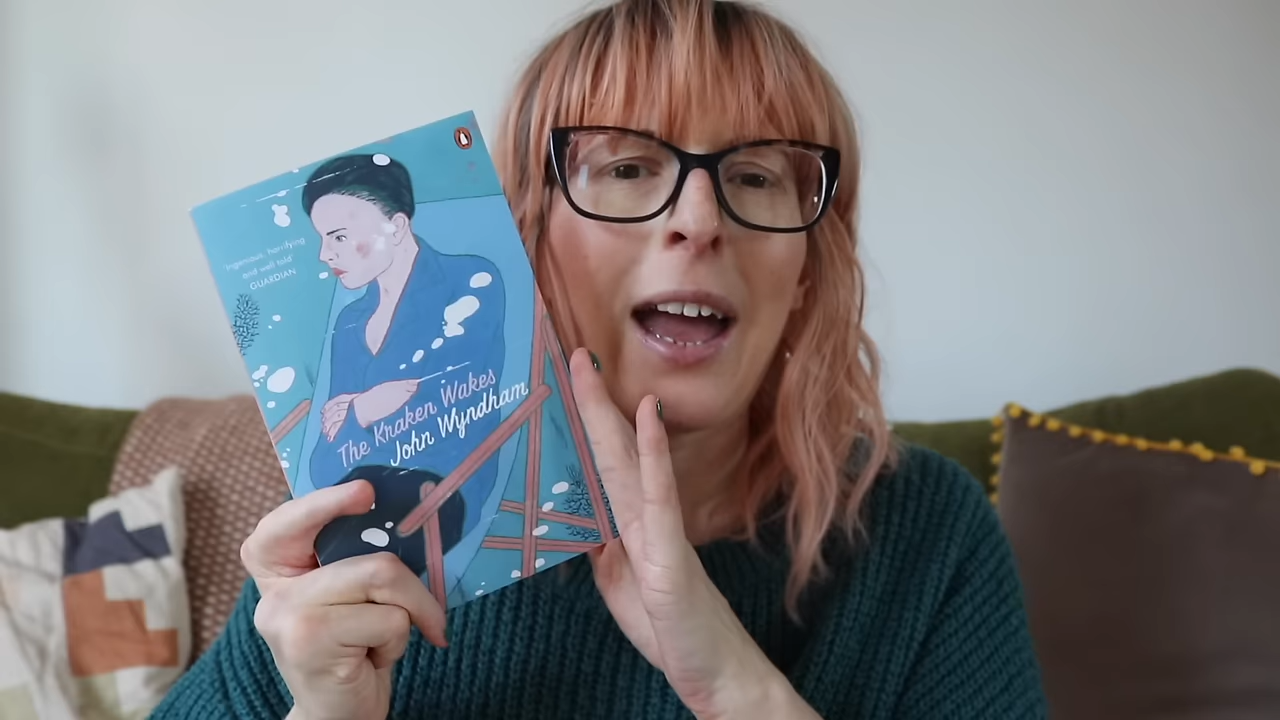 'Ingenious, horrifying
and well told'
GUARDIAN
The Kraken Wakes
John Wyndham